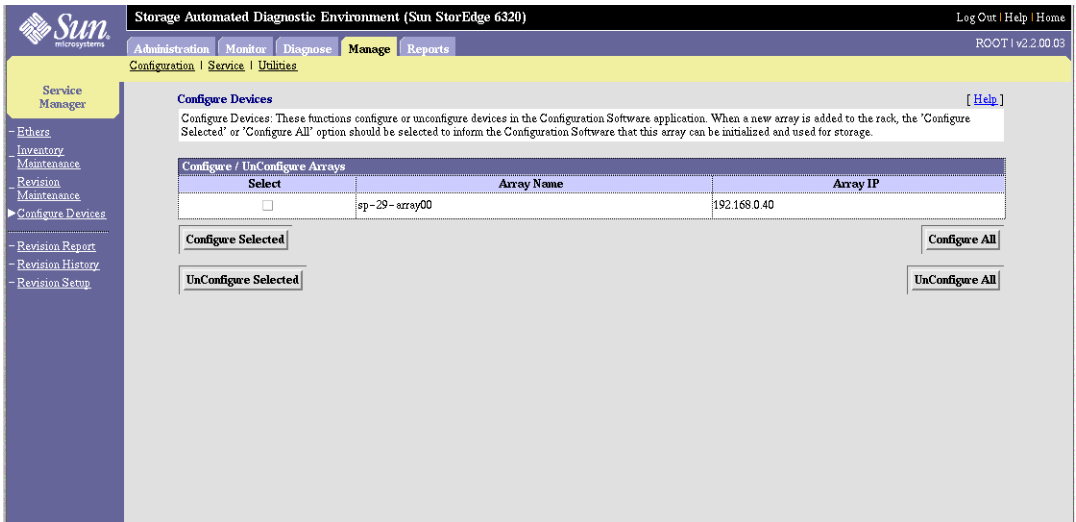 Sun
microsystems
Storage Automated Diagnostic Environment (Sun StorEdge 6320)
Log Out | Help | Home
Administration Monitor Diagnose Manage Reports
ROOT | v2.2.00.03
Configuration | Service | Utilities
Service
Manager
- Ethers
- Inventory
Maintenance
- Revision
Maintenance
Configure Devices
- Revision Report
- Revision History
- Revision Setup
Configure Devices
[ Help ]
Configure Devices: These functions configure or unconfigure devices in the Configuration Software application. When a new array is added to the rack, the 'Configure
Selected' or 'Configure All' option should be selected to inform the Configuration Software that this array can be initialized and used for storage.
Configure / UnConfigure Arrays
Select Array Name Array IP
sp-29-array00 192.168.0.40
Configure Selected Configure All
UnConfigure Selected UnConfigure All